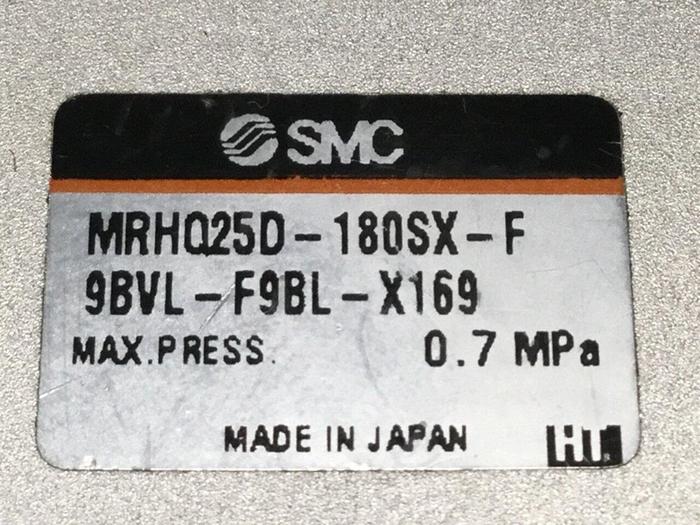 SMC
MRHQ25D-180SX-F
9BVL-F9BL-X169
MAX.PRESS. 0.7 MPa
MADE IN JAPAN